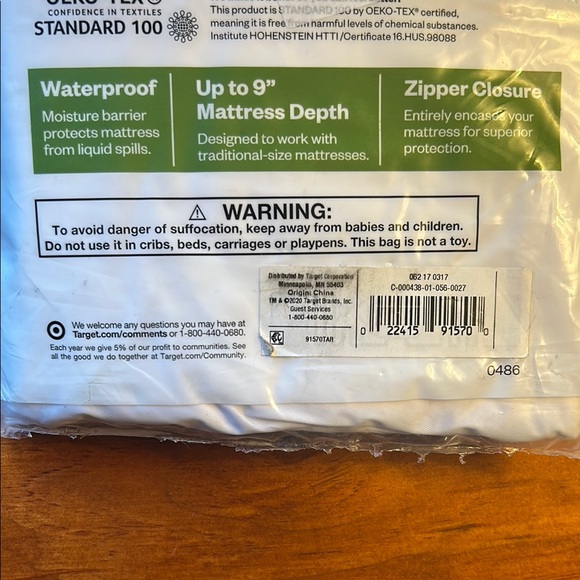 OEKO-TEX®
CONFIDENCE IN TEXTILES
STANDARD 100
This product is STANDARD 100 by OEKO-TEX® certified,
meaning it is free from harmful levels of chemical substances.
Institute HOHENSTEIN HTTI /Certificate 16.HUS.98088
Waterproof
Moisture barrier
protects mattress
from liquid spills.
Up to 9”
Mattress Depth
Designed to work with
traditional-size mattresses.
Zipper Closure
Entirely encases your
mattress for superior
protection.
⚠ WARNING:
To avoid danger of suffocation, keep away from babies and children.
Do not use it in cribs, beds, carriages or playpens. This bag is not a toy.
We welcome any questions you may have at
Target.com/comments or 1-800-440-0680.
Each year we give 5% of our profit to communities. See
all the good we do together at Target.com/Community.
Distributed by Target Corporation
Minneapolis, MN 55403
Origin: China
TM & ©2020 Target Brands, Inc.
Guest Services
1-800-440-0680
91570TAR
062 17 0317
C-000438-01-056-0027
0 22415 91570 0
0486